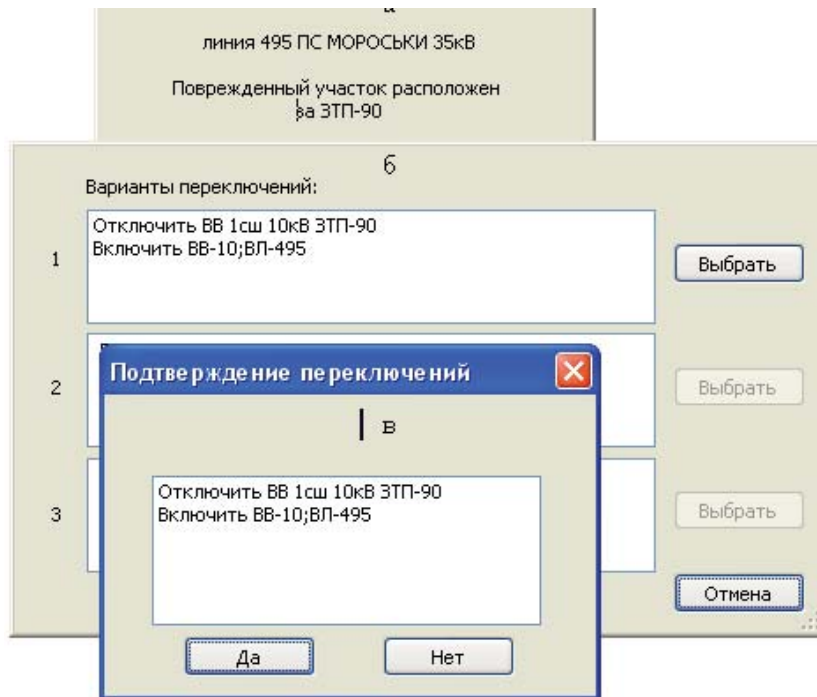 а
линия 495 ПС МОРОСЬКИ 35кВ
Поврежденный участок расположен
за ЗТП-90
б
Варианты переключений:
1
Отключить ВВ 1сш 10кВ ЗТП-90
Включить ВВ-10;ВЛ-495
Выбрать
2
Выбрать
3
Выбрать
Отмена
Подтверждение переключений
в
Отключить ВВ 1сш 10кВ ЗТП-90
Включить ВВ-10;ВЛ-495
Да
Нет